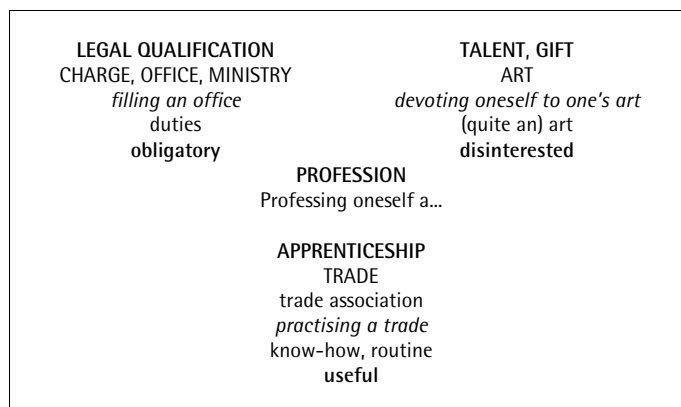 LEGAL QUALIFICATION
CHARGE, OFFICE, MINISTRY
filling an office
duties
obligatory
TALENT, GIFT
ART
devoting oneself to one's art
(quite an) art
disinterested
PROFESSION
Professing oneself a...
APPRENTICESHIP
TRADE
trade association
practising a trade
know-how, routine
useful